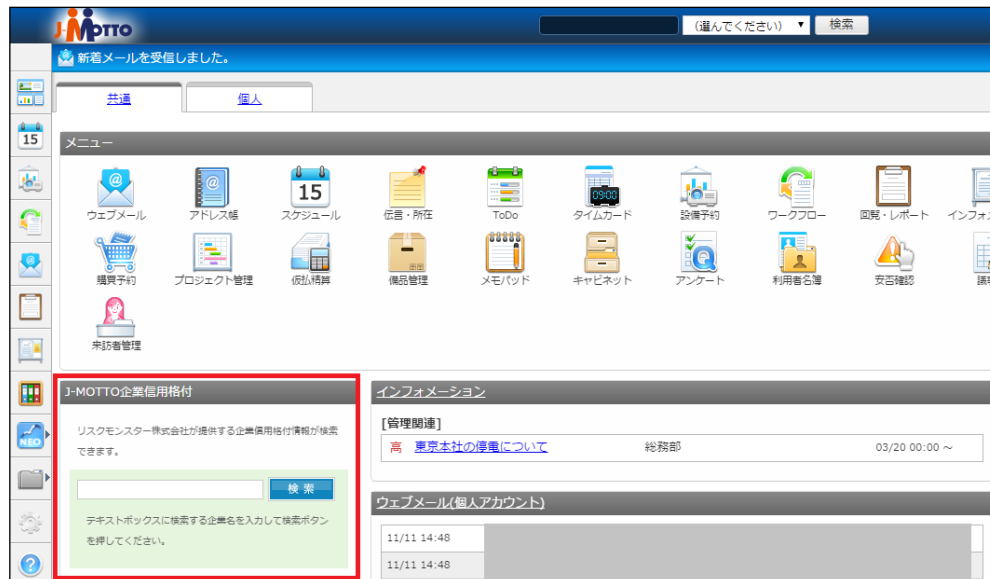 J-MOTTO
(選んでください) ▼ 検索
新着メールを受信しました。
共通 個人
15
メニュー
ウェブメール アドレス帳 スケジュール 伝言・所在 ToDo タイムカード 設備予約 ワークフロー 回覧・レポート インフォ
15
09:00
購買予約 プロジェクト管理 仮払精算 備品管理 メモパッド キャビネット アンケート 利用者名簿 安否確認
来訪者管理
J-MOTTO企業信用格付
リスクモンスター株式会社が提供する企業信用格付情報が検索
できます。
検 索
テキストボックスに検索する企業名を入力して検索ボタン
を押してください。
NEO
インフォメーション
[管理関連]
高 東京本社の停電について 総務部 03/20 00:00 ～
ウェブメール(個人アカウント)
11/11 14:48
11/11 14:48